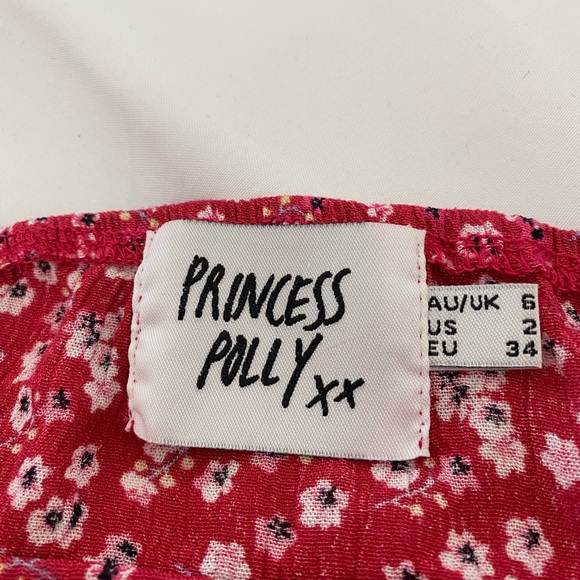 PRINCESS
POLLY xx
AU/UK 6
US 2
EU 34